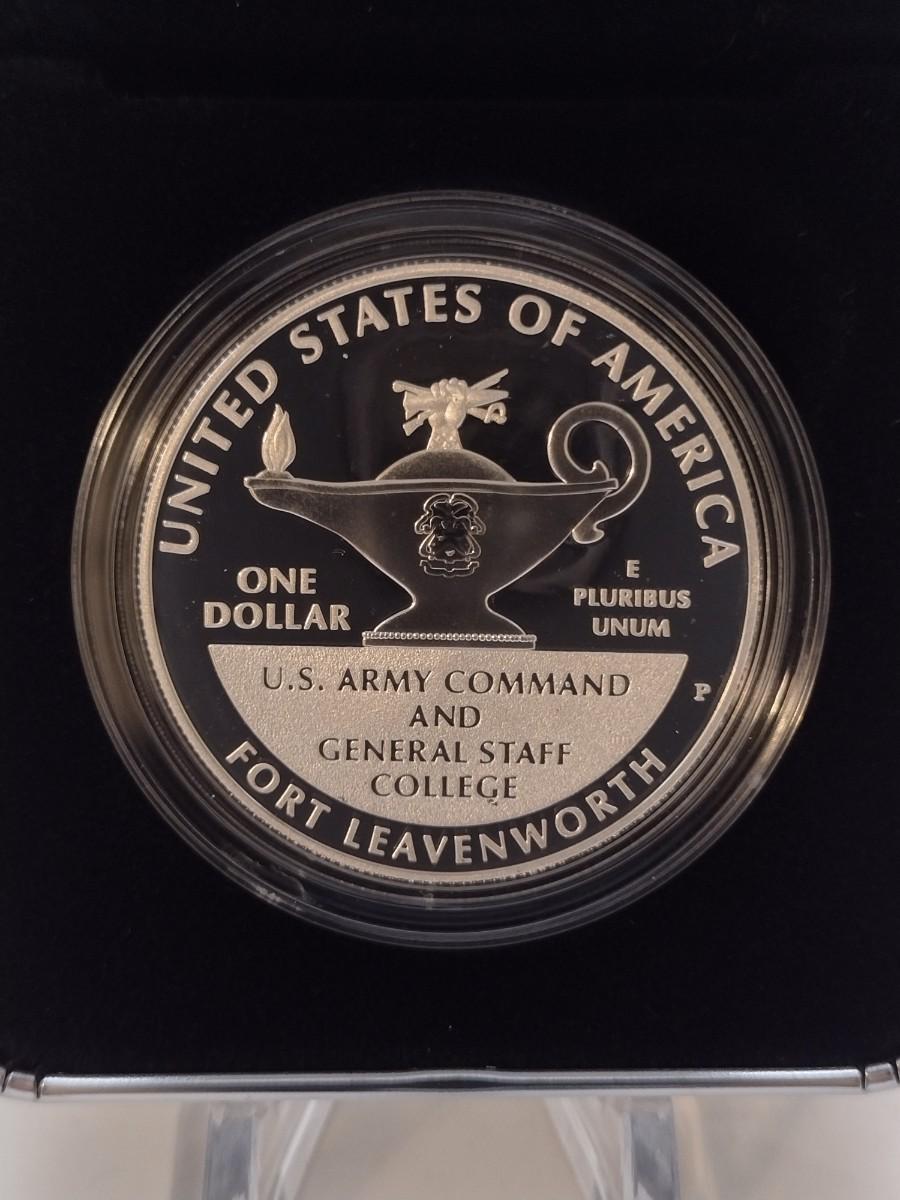 UNITED STATES OF AMERICA
ONE
DOLLAR
E
PLURIBUS
UNUM
P
U.S. ARMY COMMAND
AND
GENERAL STAFF
COLLEGE
FORT LEAVENWORTH